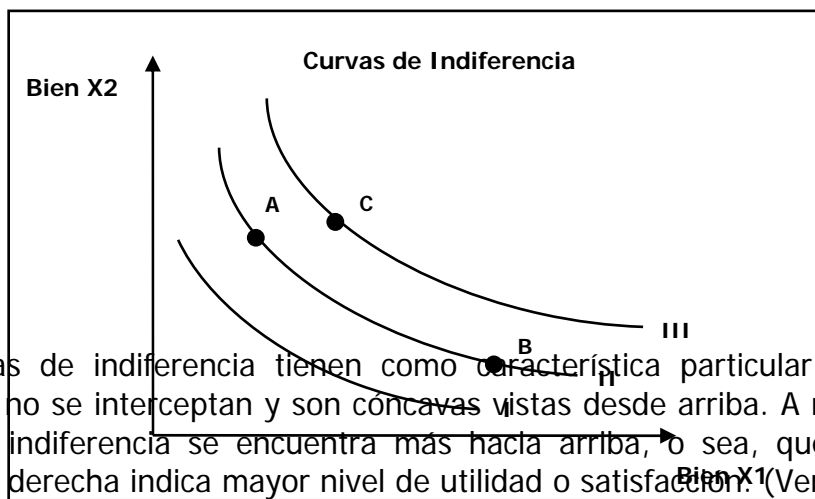 Curvas de Indiferencia
Bien X2
A
C
III
B
II
I
as de indiferencia tienen como característica particular
no se interceptan y son cóncavas vistas desde arriba. A
indiferencia se encuentra más hacia arriba, o sea, que
derecha indica mayor nivel de utilidad o satisfacción. (Ver
Bien X1